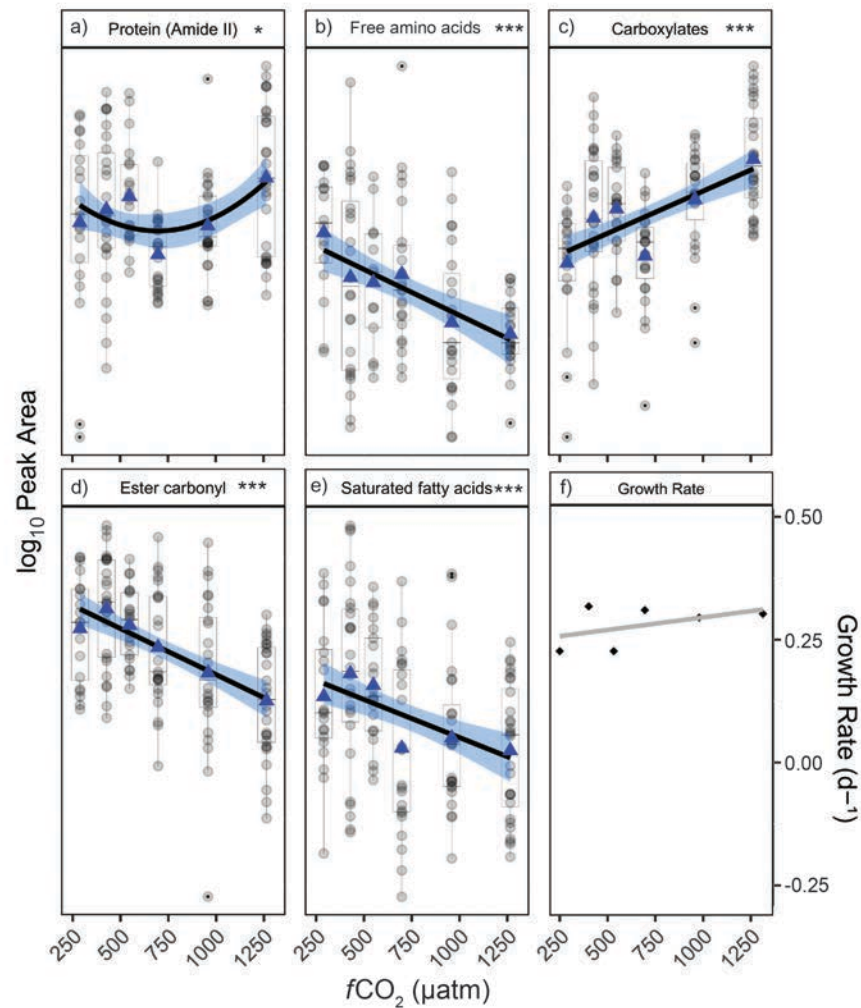 a) Protein (Amide II) *
b) Free amino acids ***
c) Carboxylates ***
log10 Peak Area
d) Ester carbonyl ***
e) Saturated fatty acids ***
f) Growth Rate
0.50
0.25
0.00
-0.25
Growth Rate (d–1)
250 500 750 1000 1250
250 500 750 1000 1250
250 500 750 1000 1250
fCO2 (µatm)